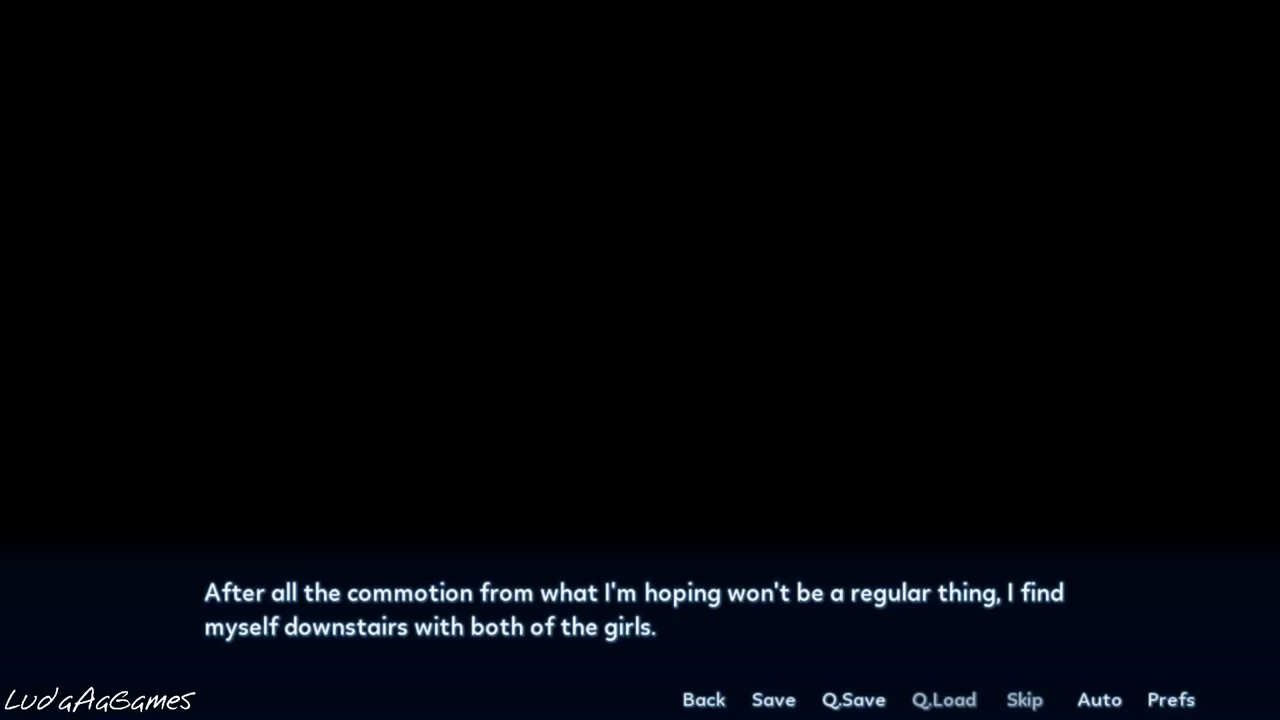 After all the commotion from what I'm hoping won't be a regular thing, I find
myself downstairs with both of the girls.
LudaAaGames
Back Save Q.Save Q.Load Skip Auto Prefs